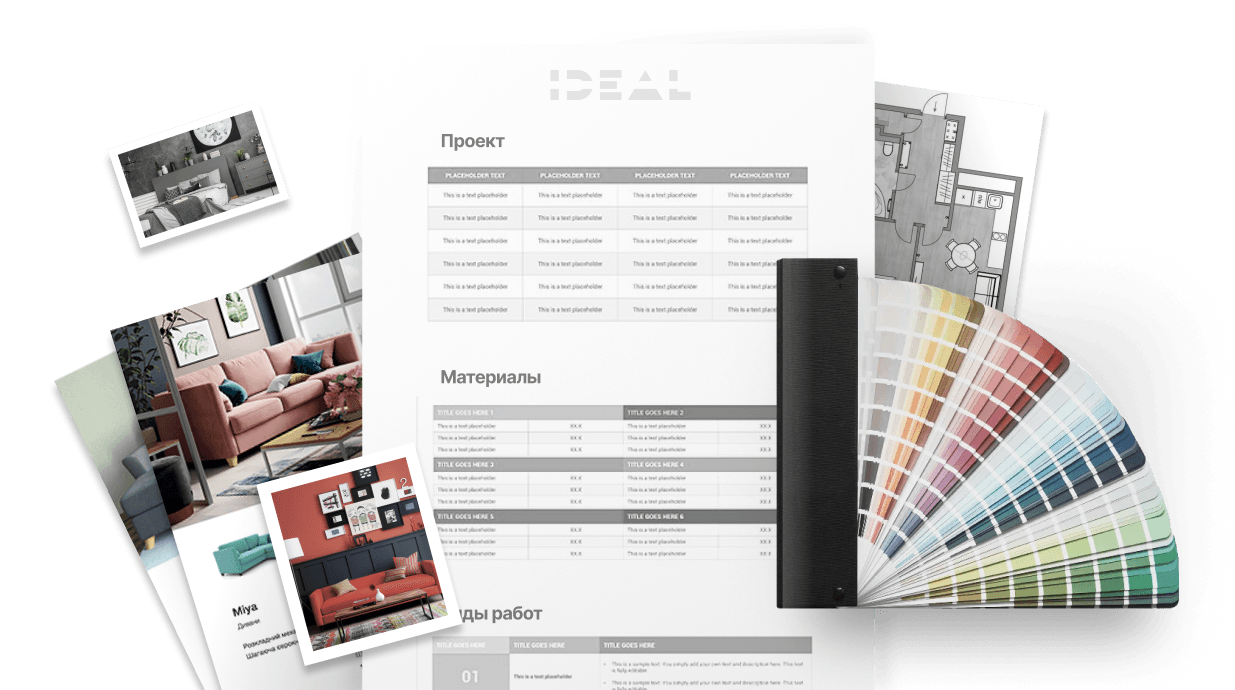 IDEAL
Проект
PLACEHOLDER TEXT PLACEHOLDER TEXT PLACEHOLDER TEXT PLACEHOLDER TEXT
This is a text placeholder This is a text placeholder This is a text placeholder This is a text placeholder
This is a text placeholder This is a text placeholder This is a text placeholder This is a text placeholder
This is a text placeholder This is a text placeholder This is a text placeholder This is a text placeholder
This is a text placeholder This is a text placeholder This is a text placeholder This is a text placeholder
This is a text placeholder This is a text placeholder This is a text placeholder This is a text placeholder
This is a text placeholder This is a text placeholder This is a text placeholder This is a text
Материалы
TITLE GOES HERE 1 TITLE GOES HERE 2
This is a text placeholder XX.X This is a text placeholder XX.X
This is a text placeholder XX.X This is a text placeholder XX.X
This is a text placeholder XX.X This is a text placeholder XX.X
TITLE GOES HERE 3 TITLE GOES HERE 4
This is a text placeholder XX.X This is a text placeholder XX.X
This is a text placeholder XX.X This is a text placeholder XX.X
This is a text placeholder XX.X This is a text placeholder XX.X
TITLE GOES HERE 5 TITLE GOES HERE 6
This is a text placeholder XX.X This is a text placeholder XX.X
This is a text placeholder XX.X This is a text placeholder XX.X
This is a text placeholder XX.X This is a text placeholder XX.X
Miya
Дивани
Розкладний
Шагаюча
работ
TITLE GOES HERE TITLE GOES HERE TITLE GOES HERE
01 This is a text placeholder
This is a sample text. You simply add your own text and description here. This text
is fully editable
This is a sample text. You simply add your own text and description here. This text
is fully editable